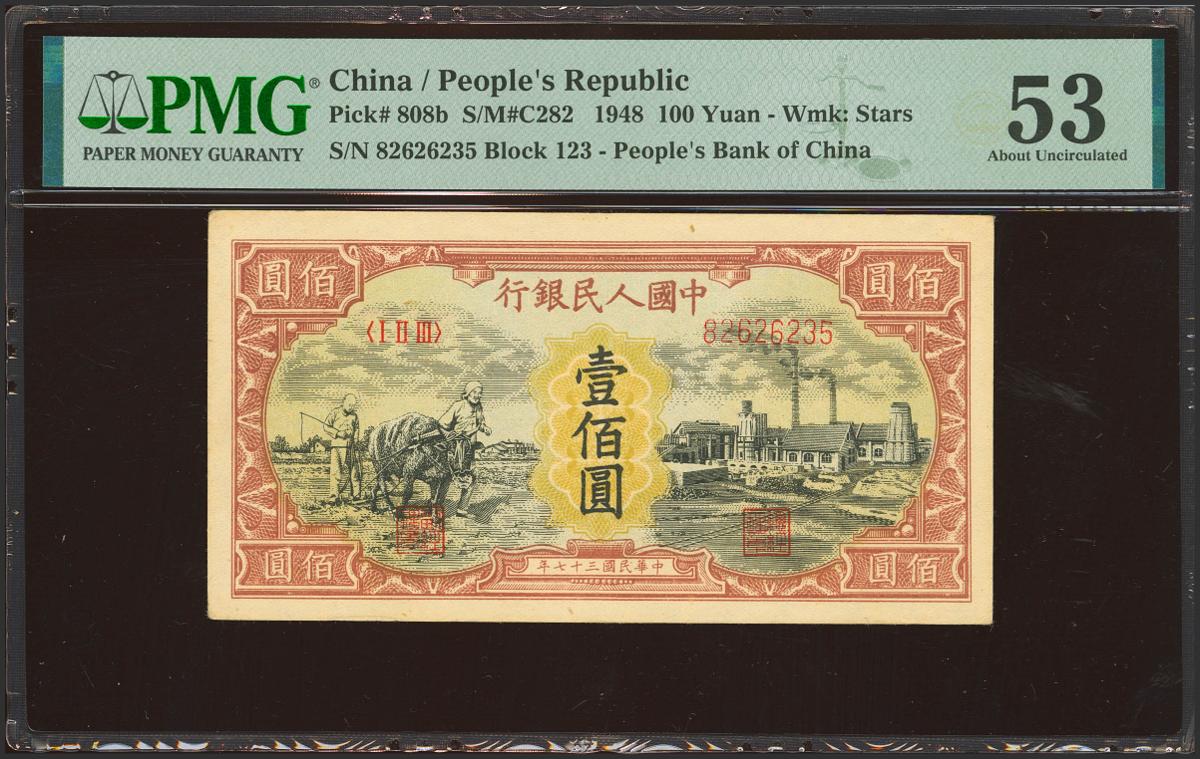 PMG®
PAPER MONEY GUARANTY
China / People's Republic
Pick# 808b S/M#C282 1948 100 Yuan - Wmk: Stars
S/N 82626235 Block 123 - People's Bank of China
53
About Uncirculated
圓佰
行銀民人國中
圓佰
〈I II III〉
82626235
壹佰圓
圓佰
年七十三國民華中
圓佰